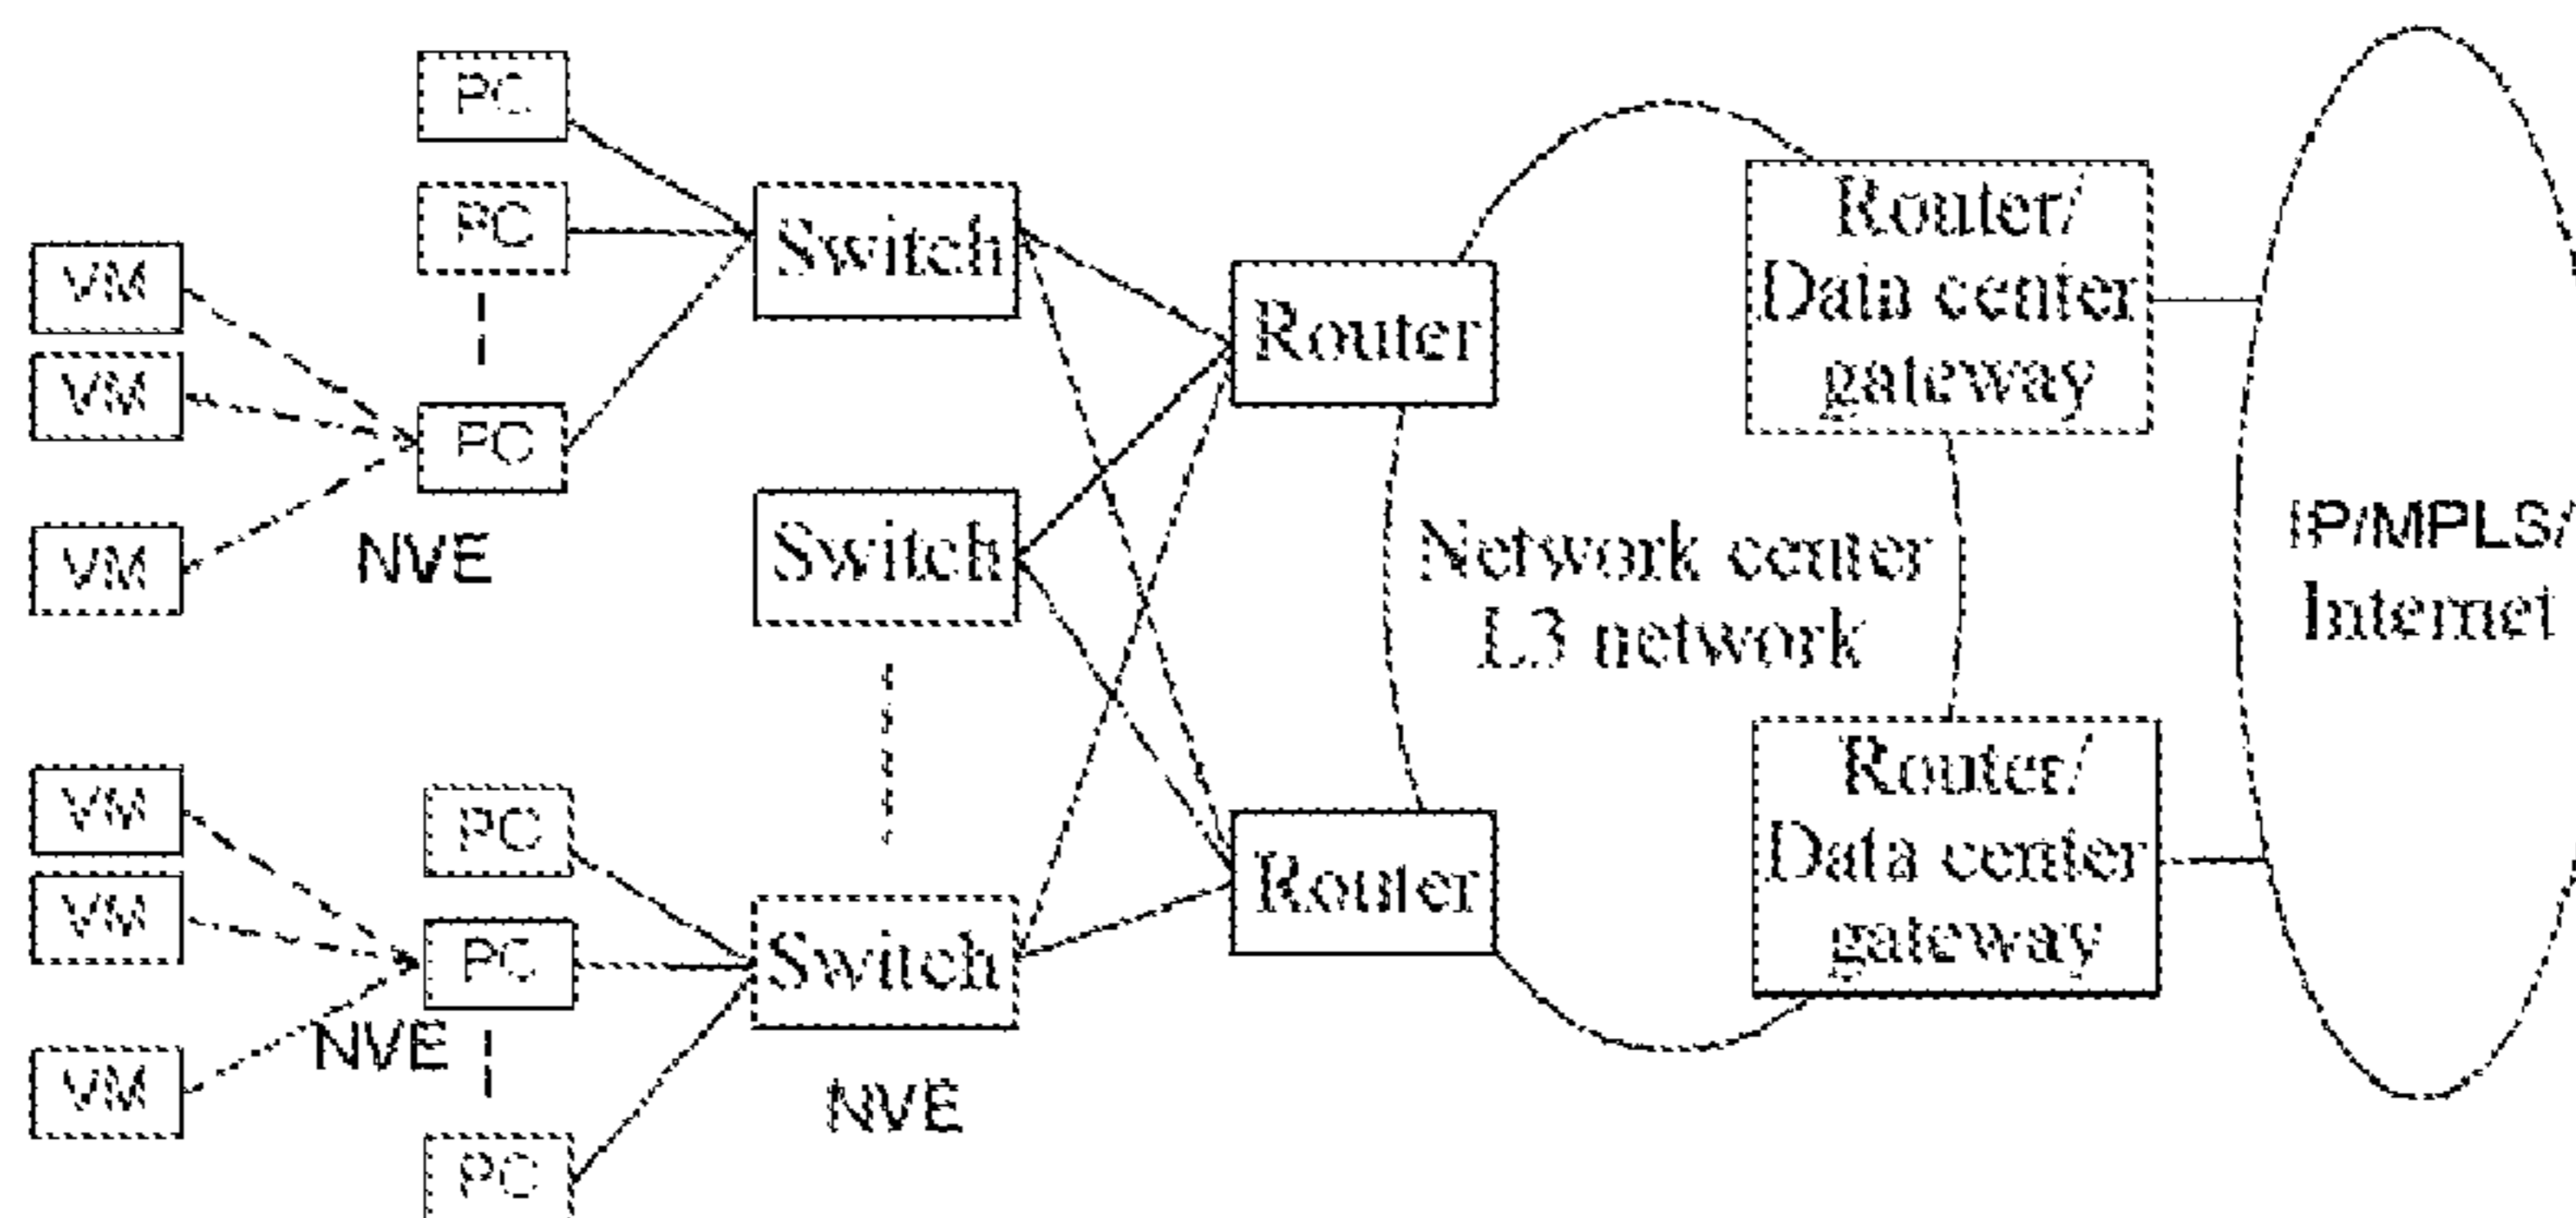 PC
PC
VM
VM
PC
VM
NVE
Switch
Switch
Router
Router/
Data center
gateway
Network center
L3 network
IP/MPLS/
Internet
VM
VM
VM
PC
PC
NVE
PC
Switch
NVE
Router
Router/
Data center
gateway